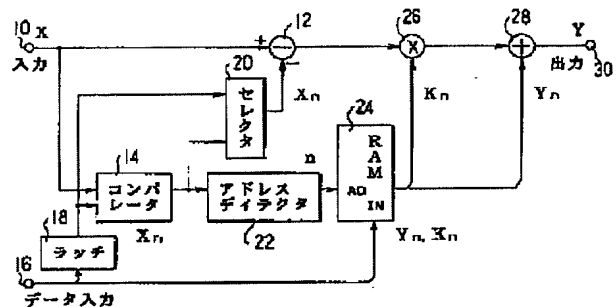 10 X
入力
+
−
12
26
X
28
+
Y
出力
30
20
セレクタ
Xn
Kn
Yn
24
RAM
AD
IN
14
コンパレータ
Xn
アドレス
ディテクタ
22
n
18
ラッチ
16
データ入力
Yn, Kn